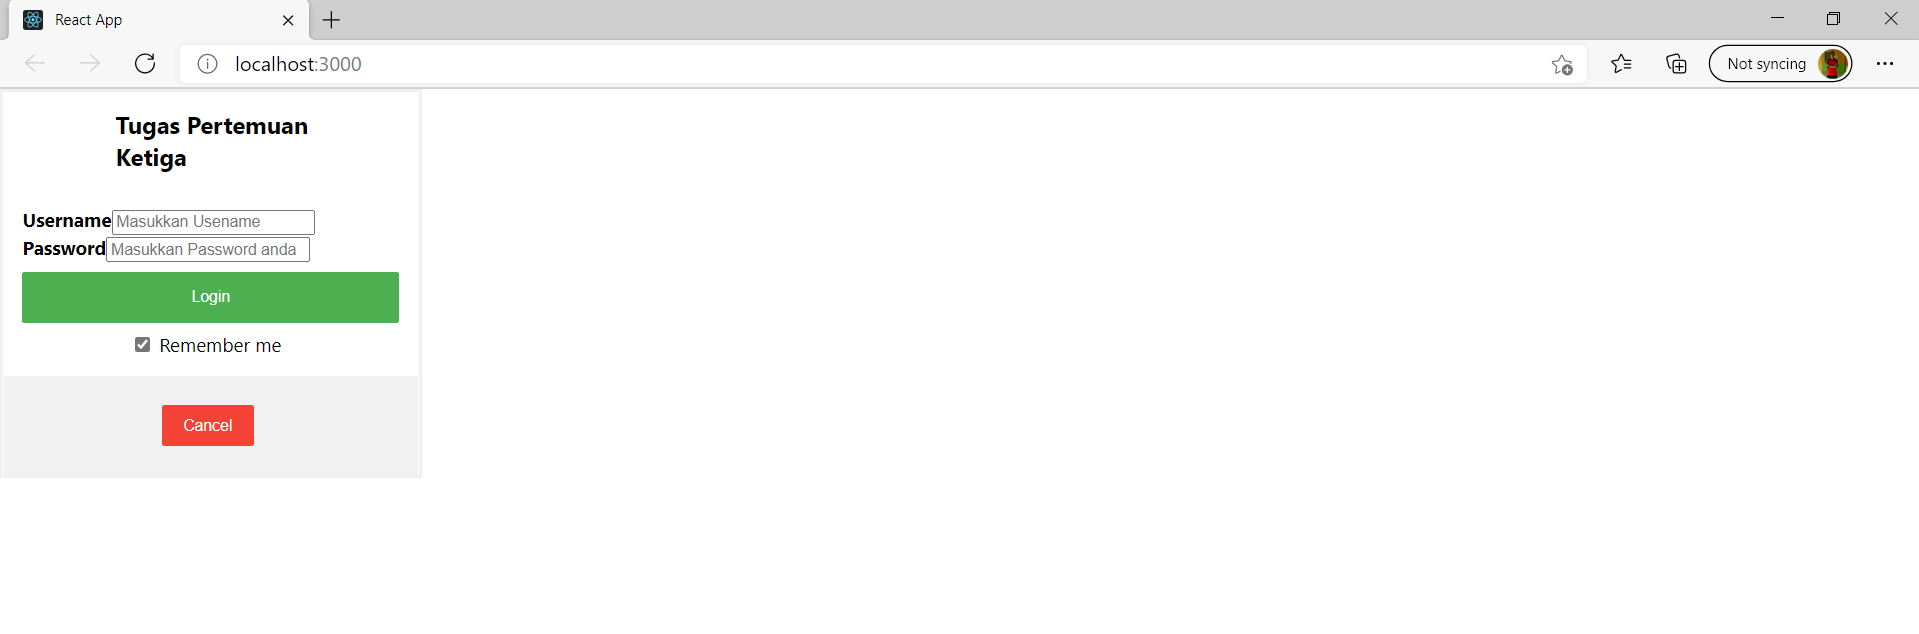 React App
localhost:3000
Not syncing
Tugas Pertemuan
Ketiga
Username Masukkan Usename
Password Masukkan Password anda
Login
Remember me
Cancel